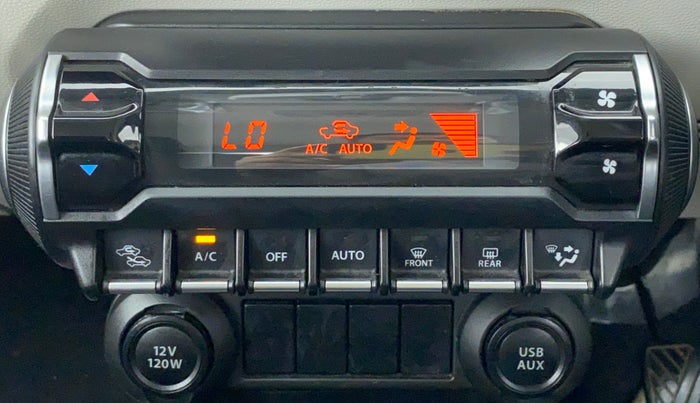 LO
A/C AUTO
A/C OFF AUTO FRONT REAR
12V
120W
USB
AUX